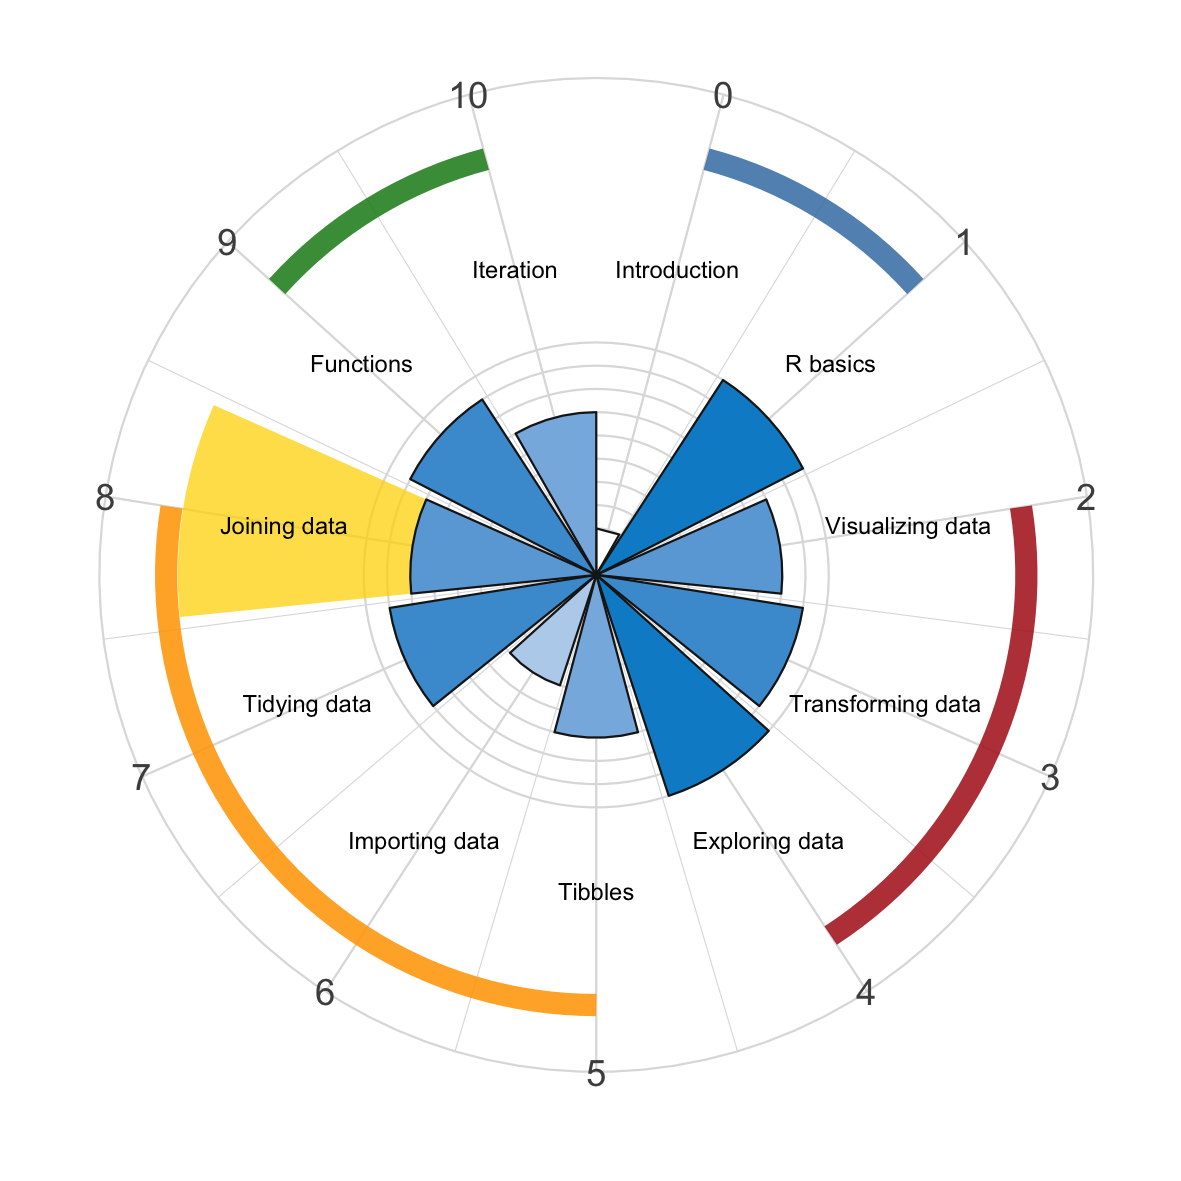 10
0
9
1
Iteration
Introduction
Functions
R basics
8
2
Joining data
Visualizing data
Tidying data
Transforming data
7
3
Importing data
Exploring data
Tibbles
6
4
5